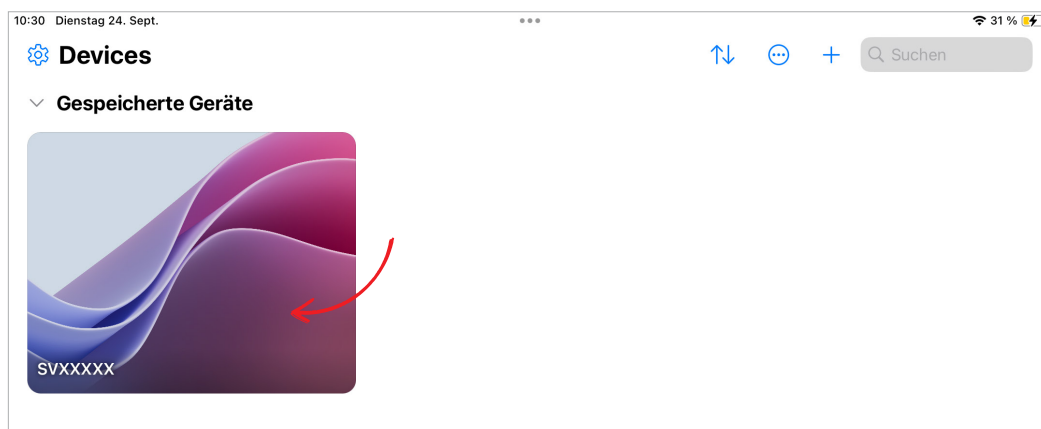 10:30 Dienstag 24. Sept.
31 %
Devices
Suchen
Gespeicherte Geräte
SVXXXXX